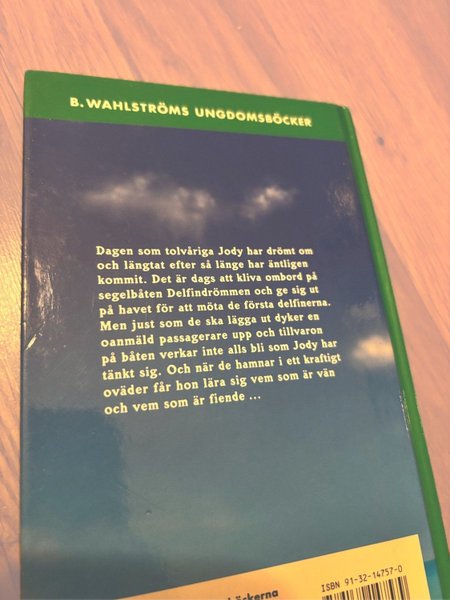 B. WAHLSTRÖMS UNGDOMSBÖCKER
Dagen som tolvåriga Jody har drömt om
och längtat efter så länge har äntligen
kommit. Det är dags att kliva ombord på
segelbåten Delfindrömmen och ge sig ut
på havet för att möta de första delfinerna.
Men just som de ska lägga ut dyker en
oanmäld passagerare upp och tillvaron
på båten verkar inte alls bli som Jody har
tänkt sig. Och när de hamnar i ett kraftigt
oväder får hon lära sig vem som är vän
och vem som är fiende ...
ISBN 91-32-14757-0